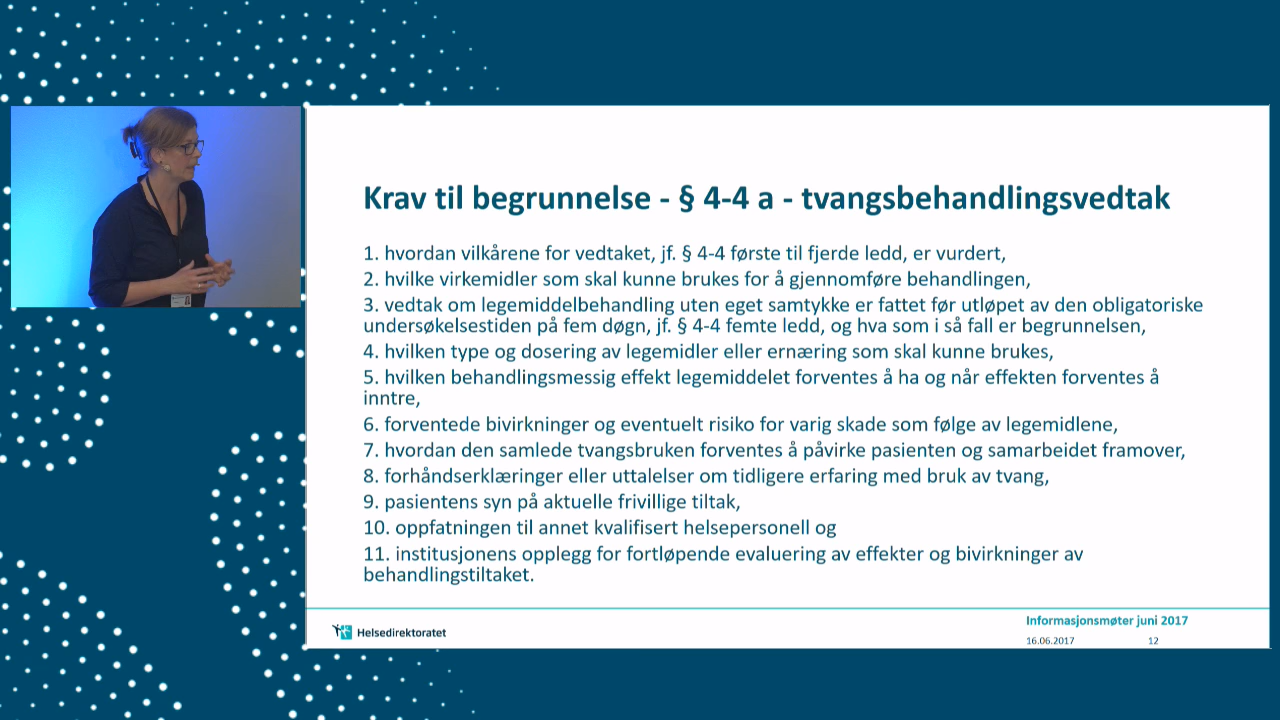 Krav til begrunnelse - § 4-4 a - tvangsbehandlingsvedtak
1. hvordan vilkårene for vedtaket, jf. § 4-4 første til fjerde ledd, er vurdert,
2. hvilke virkemidler som skal kunne brukes for å gjennomføre behandlingen,
3. vedtak om legemiddelbehandling uten eget samtykke er fattet før utløpet av den obligatoriske
undersøkelsestiden på fem døgn, jf. § 4-4 femte ledd, og hva som i så fall er begrunnelsen,
4. hvilken type og dosering av legemidler eller ernæring som skal kunne brukes,
5. hvilken behandlingsmessig effekt legemiddelet forventes å ha og når effekten forventes å
inntre,
6. forventede bivirkninger og eventuelt risiko for varig skade som følge av legemidlene,
7. hvordan den samlede tvangsbruken forventes å påvirke pasienten og samarbeidet framover,
8. forhåndserklæringer eller uttalelser om tidligere erfaring med bruk av tvang,
9. pasientens syn på aktuelle frivillige tiltak,
10. oppfatningen til annet kvalifisert helsepersonell og
11. institusjonens opplegg for fortløpende evaluering av effekter og bivirkninger av
behandlingstiltaket.
Helsedirektoratet
Informasjonsmøter juni 2017
16.06.2017 12